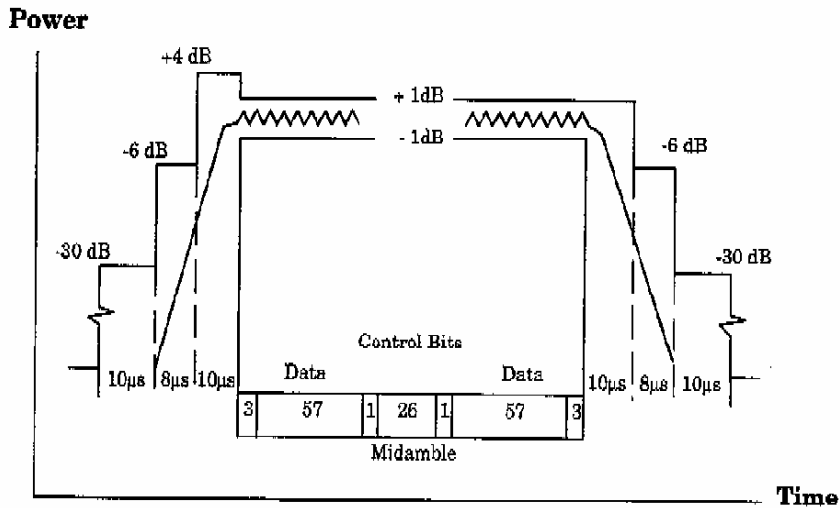 Power
+4 dB
+ 1dB
-6 dB
- 1dB
-6 dB
-30 dB
-30 dB
Control Bits
10µs 8µs 10µs
Data
Data
10µs 8µs 10µs
3 57 1 26 1 57 3
Midamble
Time